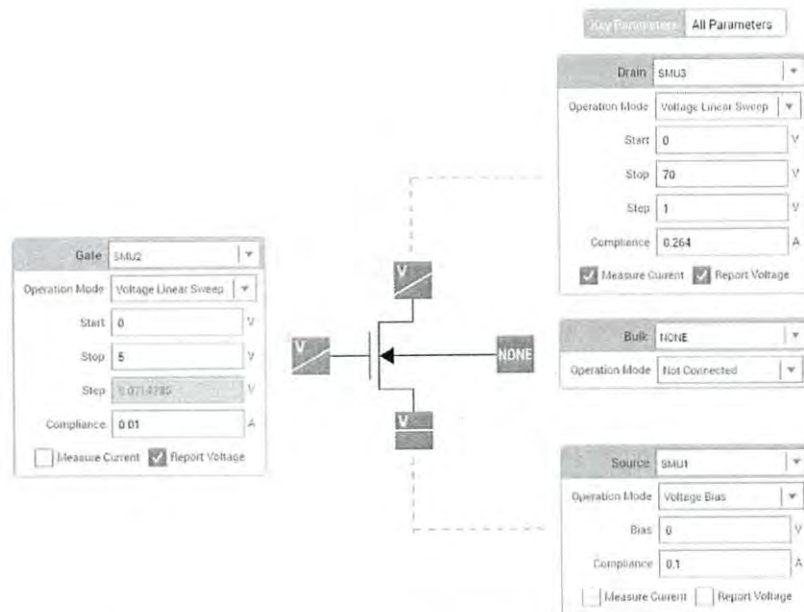 Key Parameters All Parameters
Drain SMU3
Operation Mode Voltage Linear Sweep
Start 0 V
Stop 70 V
Step 1 V
Compliance 0.264 A
Measure Current Report Voltage
Gate SMU2
Operation Mode Voltage Linear Sweep
Start 0 V
Stop 5 V
Step 0.0714286 V
Compliance 0.01 A
Measure Current Report Voltage
V
V
NONE
V
Bulk NONE
Operation Mode Not Connected
Source SMU1
Operation Mode Voltage Bias
Bias 0 V
Compliance 0.1 A
Measure Current Report Voltage